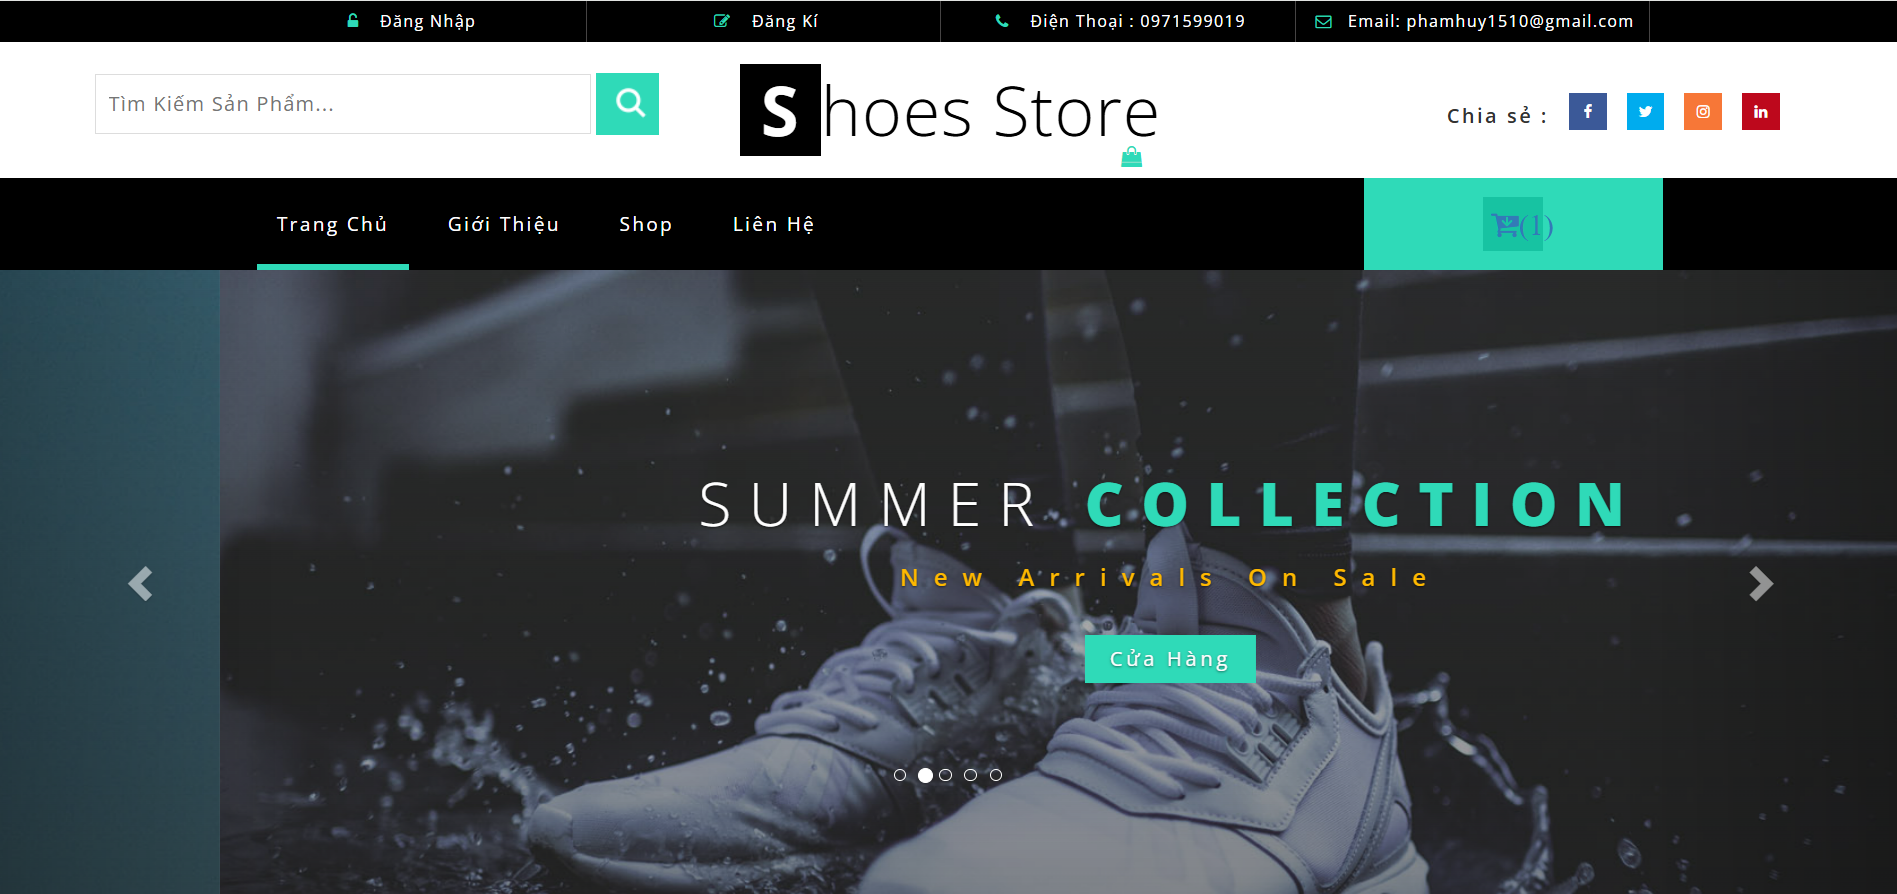 Đăng Nhập
Đăng Kí
Điện Thoại : 0971599019
Email: phamhuy1510@gmail.com
Tìm Kiếm Sản Phẩm...
Shoes Store
Chia sẻ :
Trang Chủ
Giới Thiệu
Shop
Liên Hệ
(1)
SUMMER COLLECTION
New Arrivals On Sale
Cửa Hàng